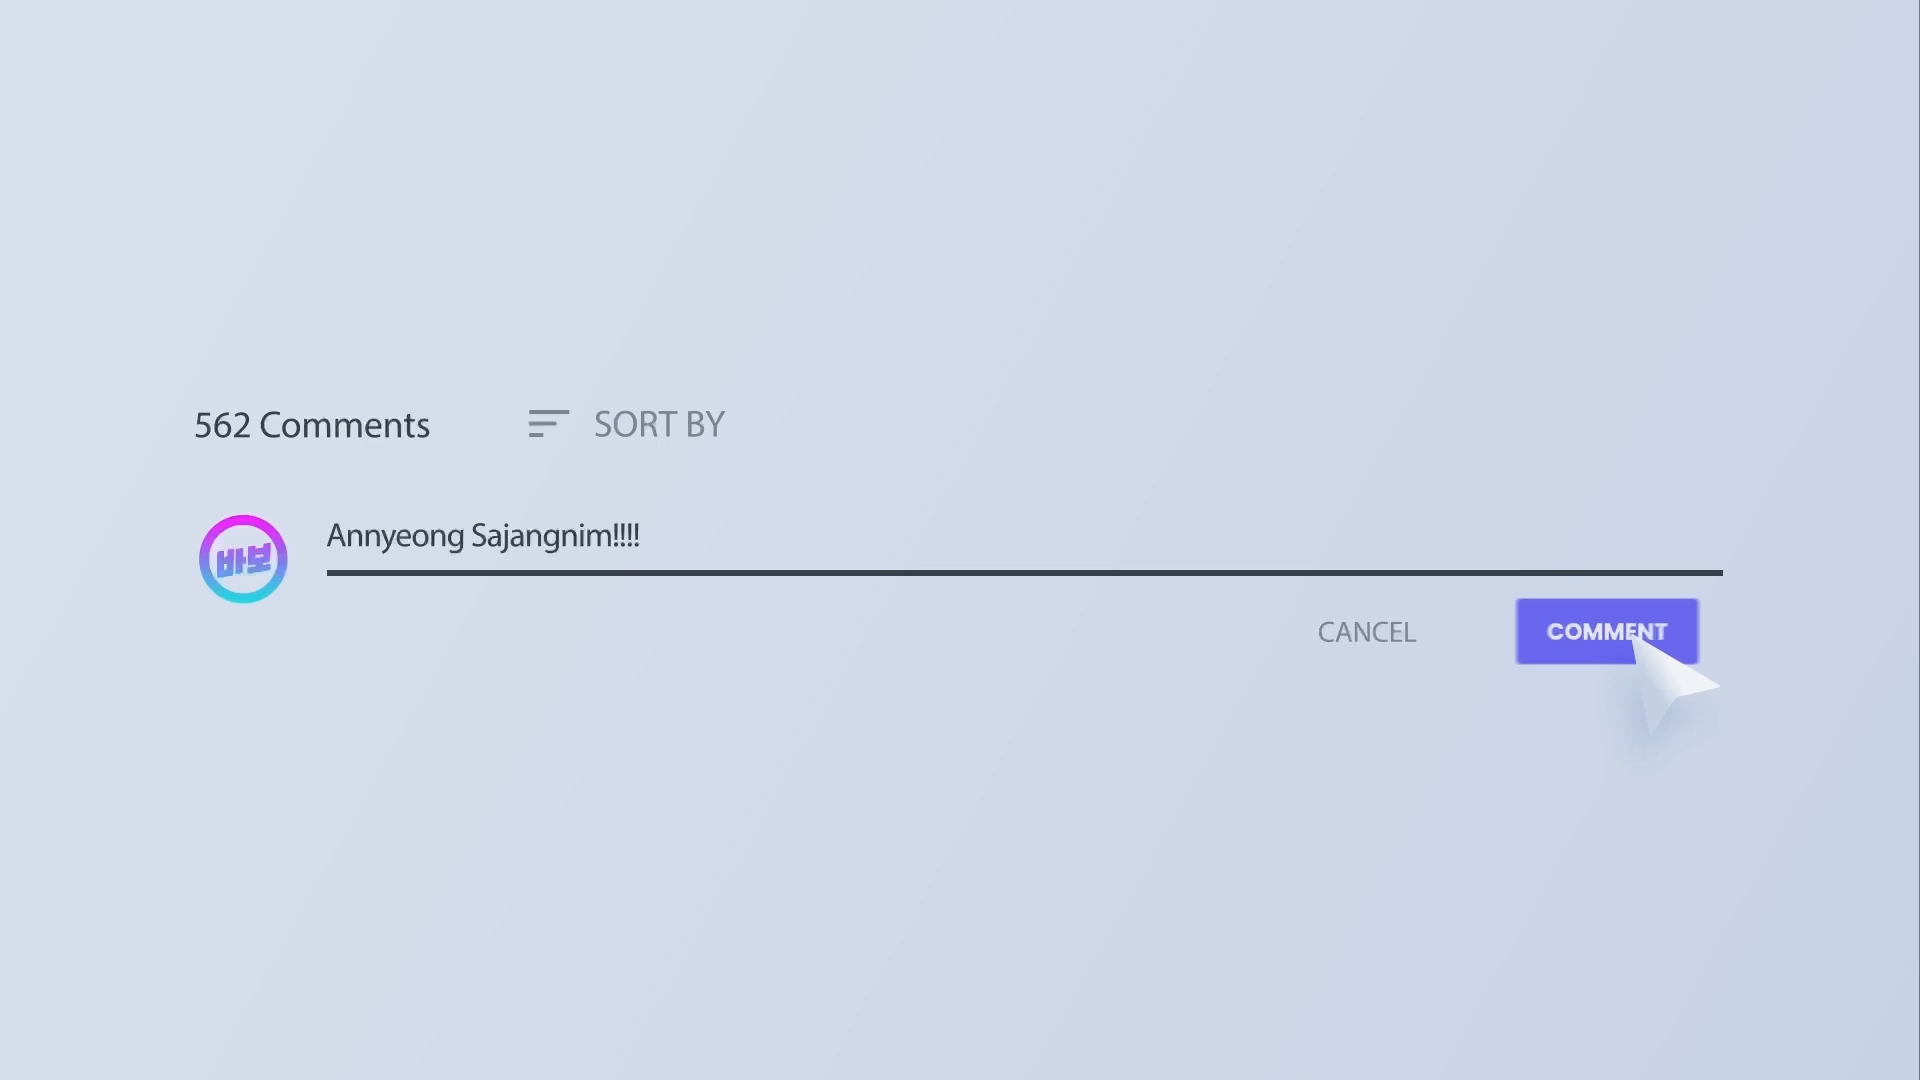 562 Comments
SORT BY
바보
Annyeong Sajangnim!!!!
CANCEL
COMMENT